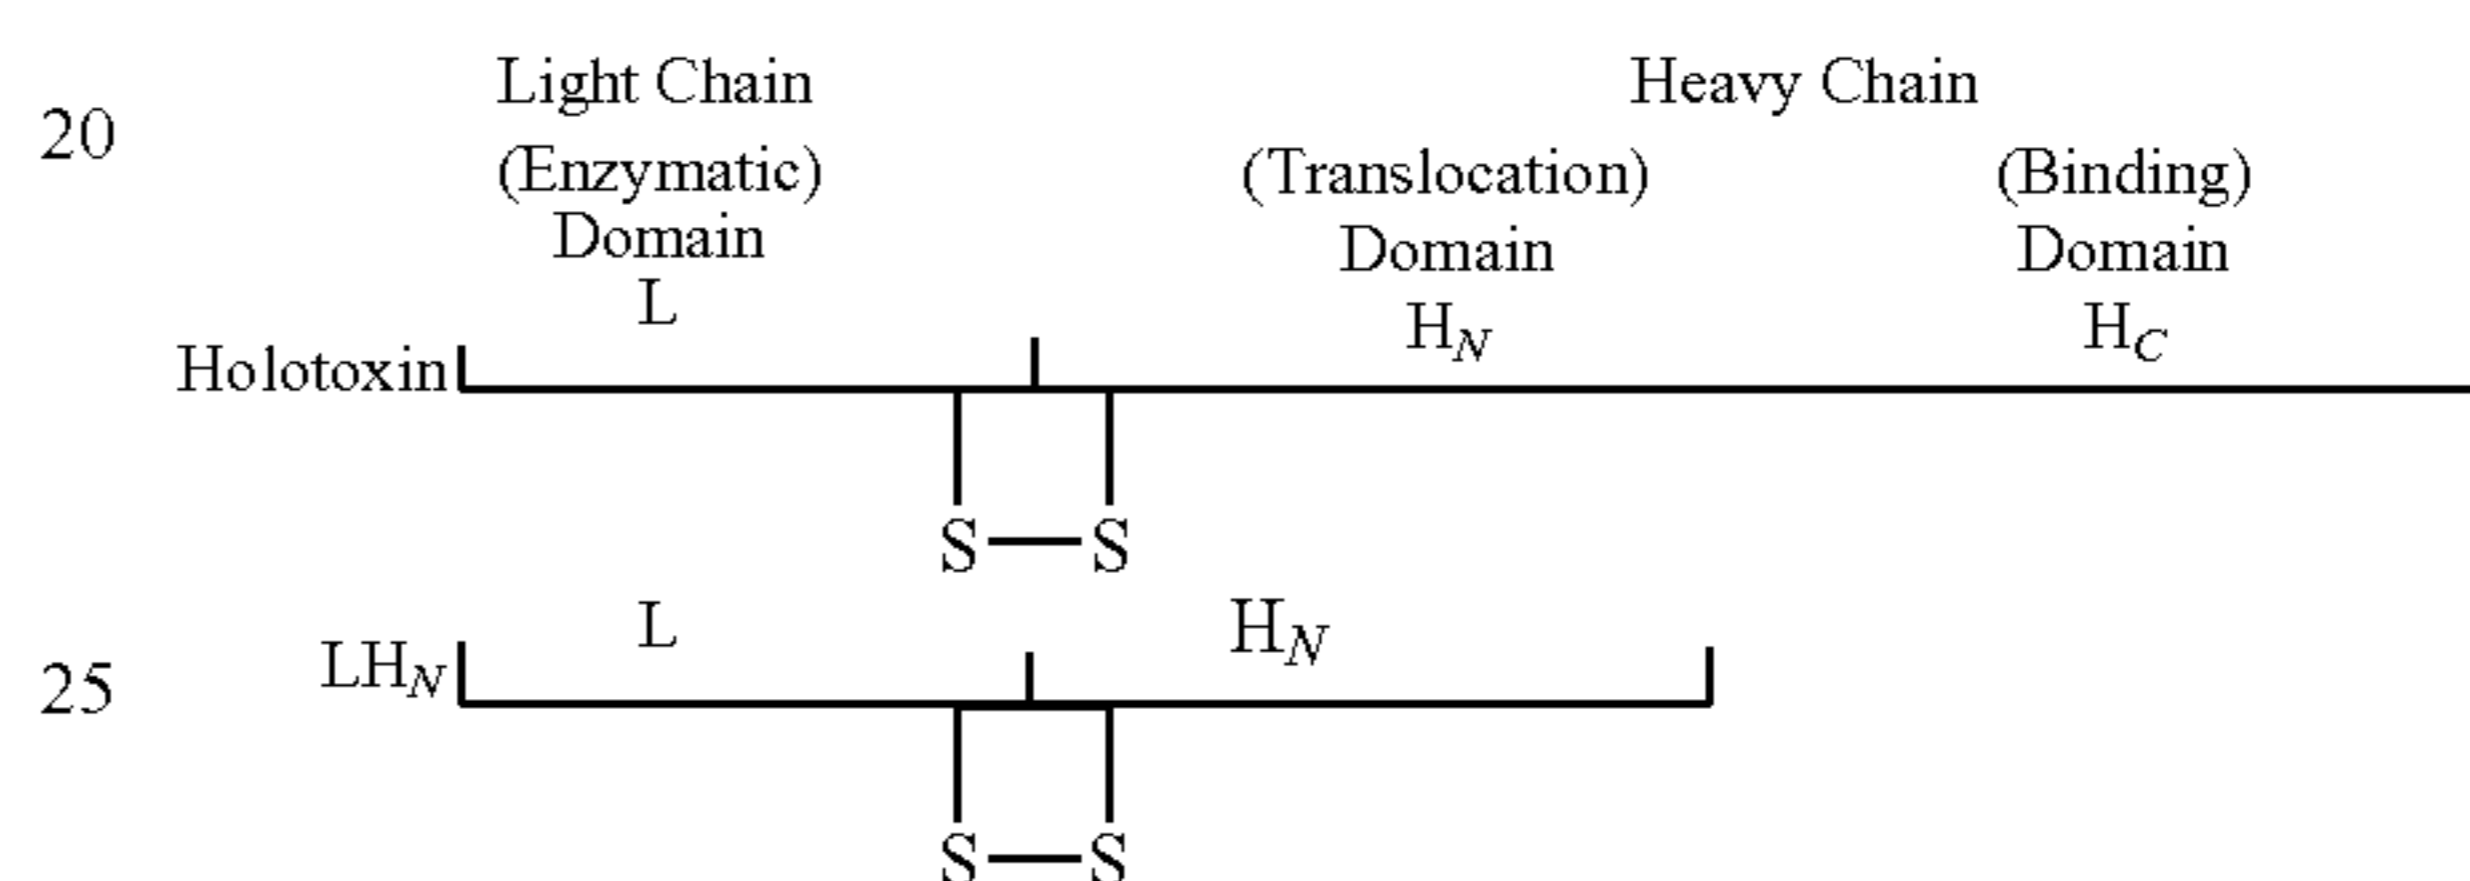 Light Chain Heavy Chain
20
(Enzymatic) (Translocation) (Binding)
Domain Domain Domain
L H_N H_C
Holotoxin
S—S
L H_N
25 LH_N
S—S